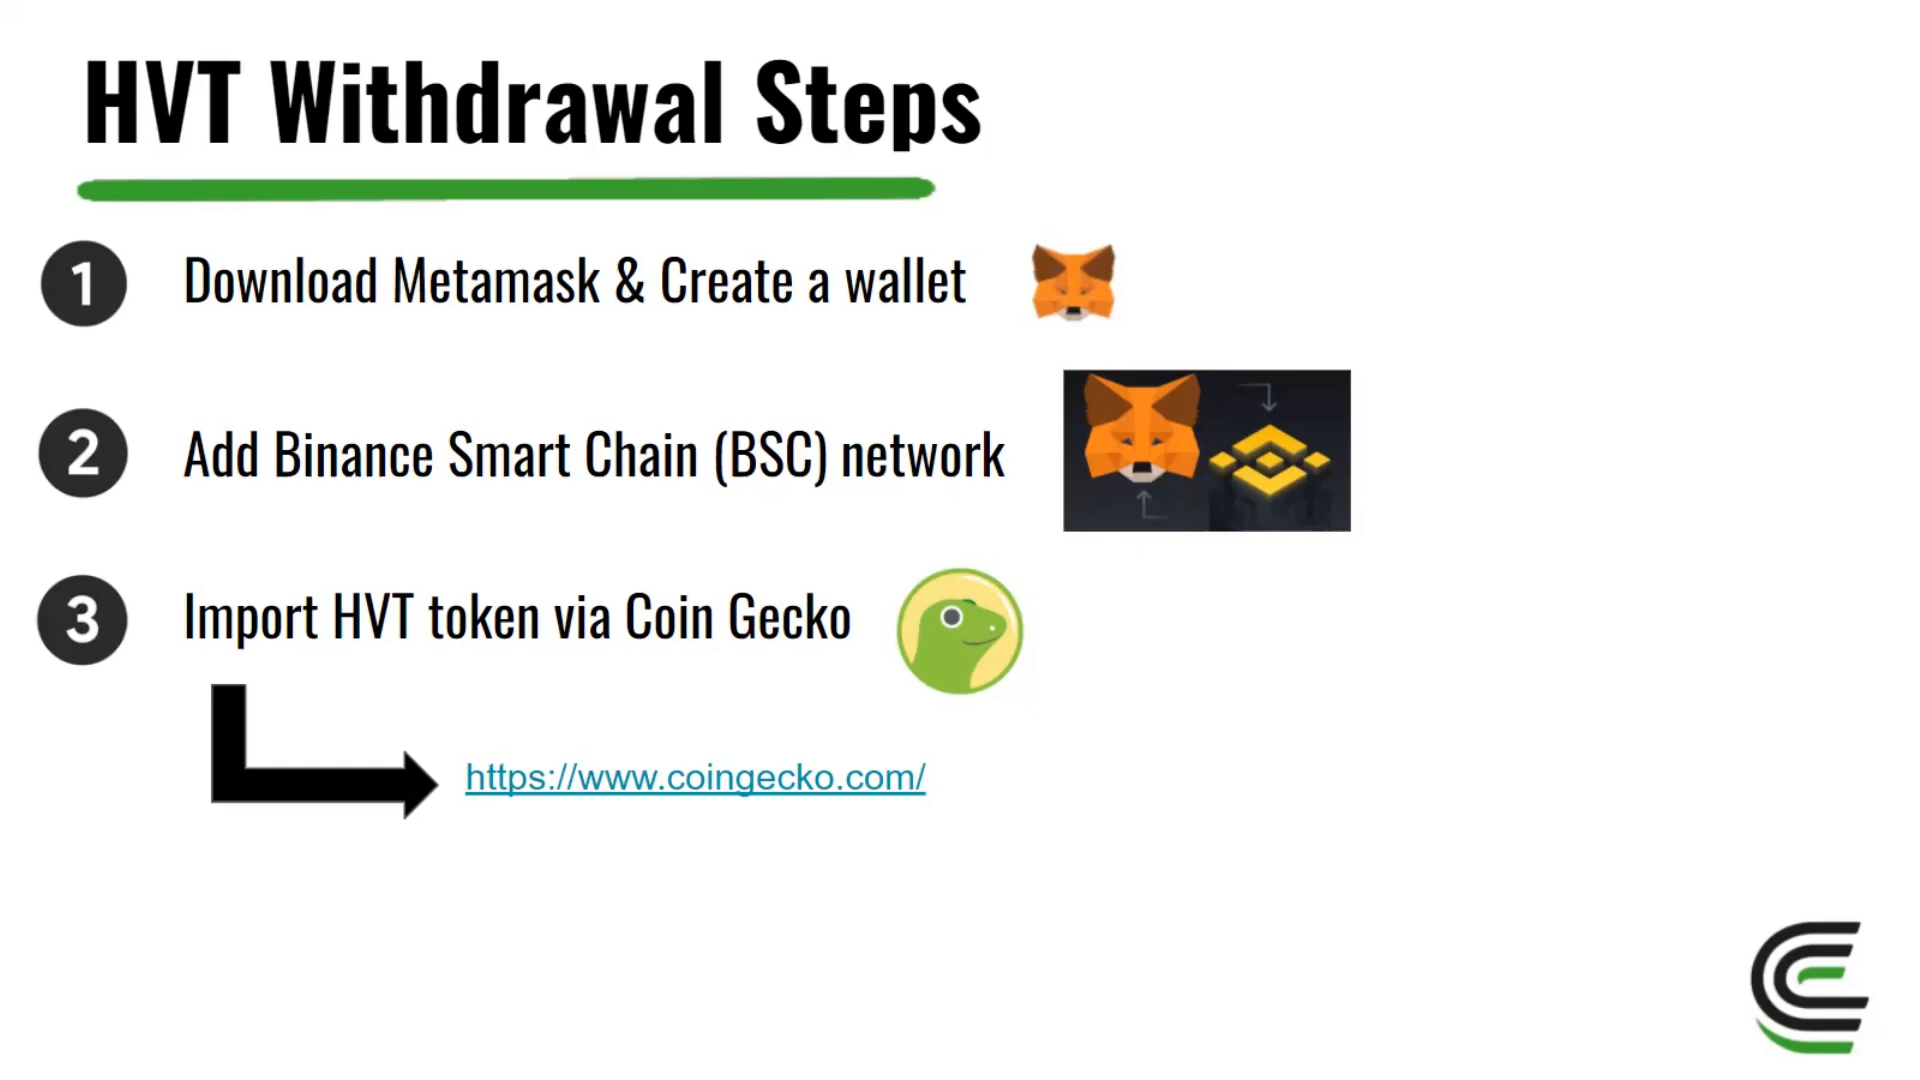 HVT Withdrawal Steps
1 Download Metamask & Create a wallet
2 Add Binance Smart Chain (BSC) network
3 Import HVT token via Coin Gecko
https://www.coingecko.com/